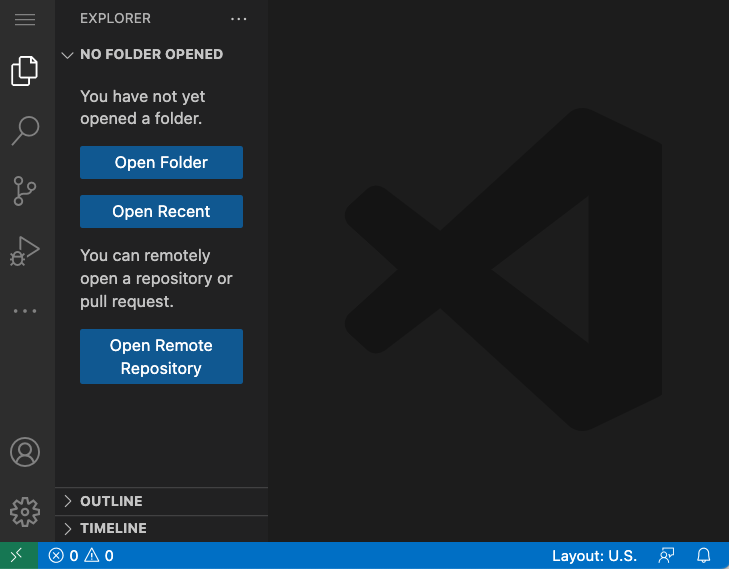 EXPLORER
NO FOLDER OPENED
You have not yet
opened a folder.
Open Folder
Open Recent
You can remotely
open a repository or
pull request.
Open Remote
Repository
OUTLINE
TIMELINE
0 0 Layout: U.S.